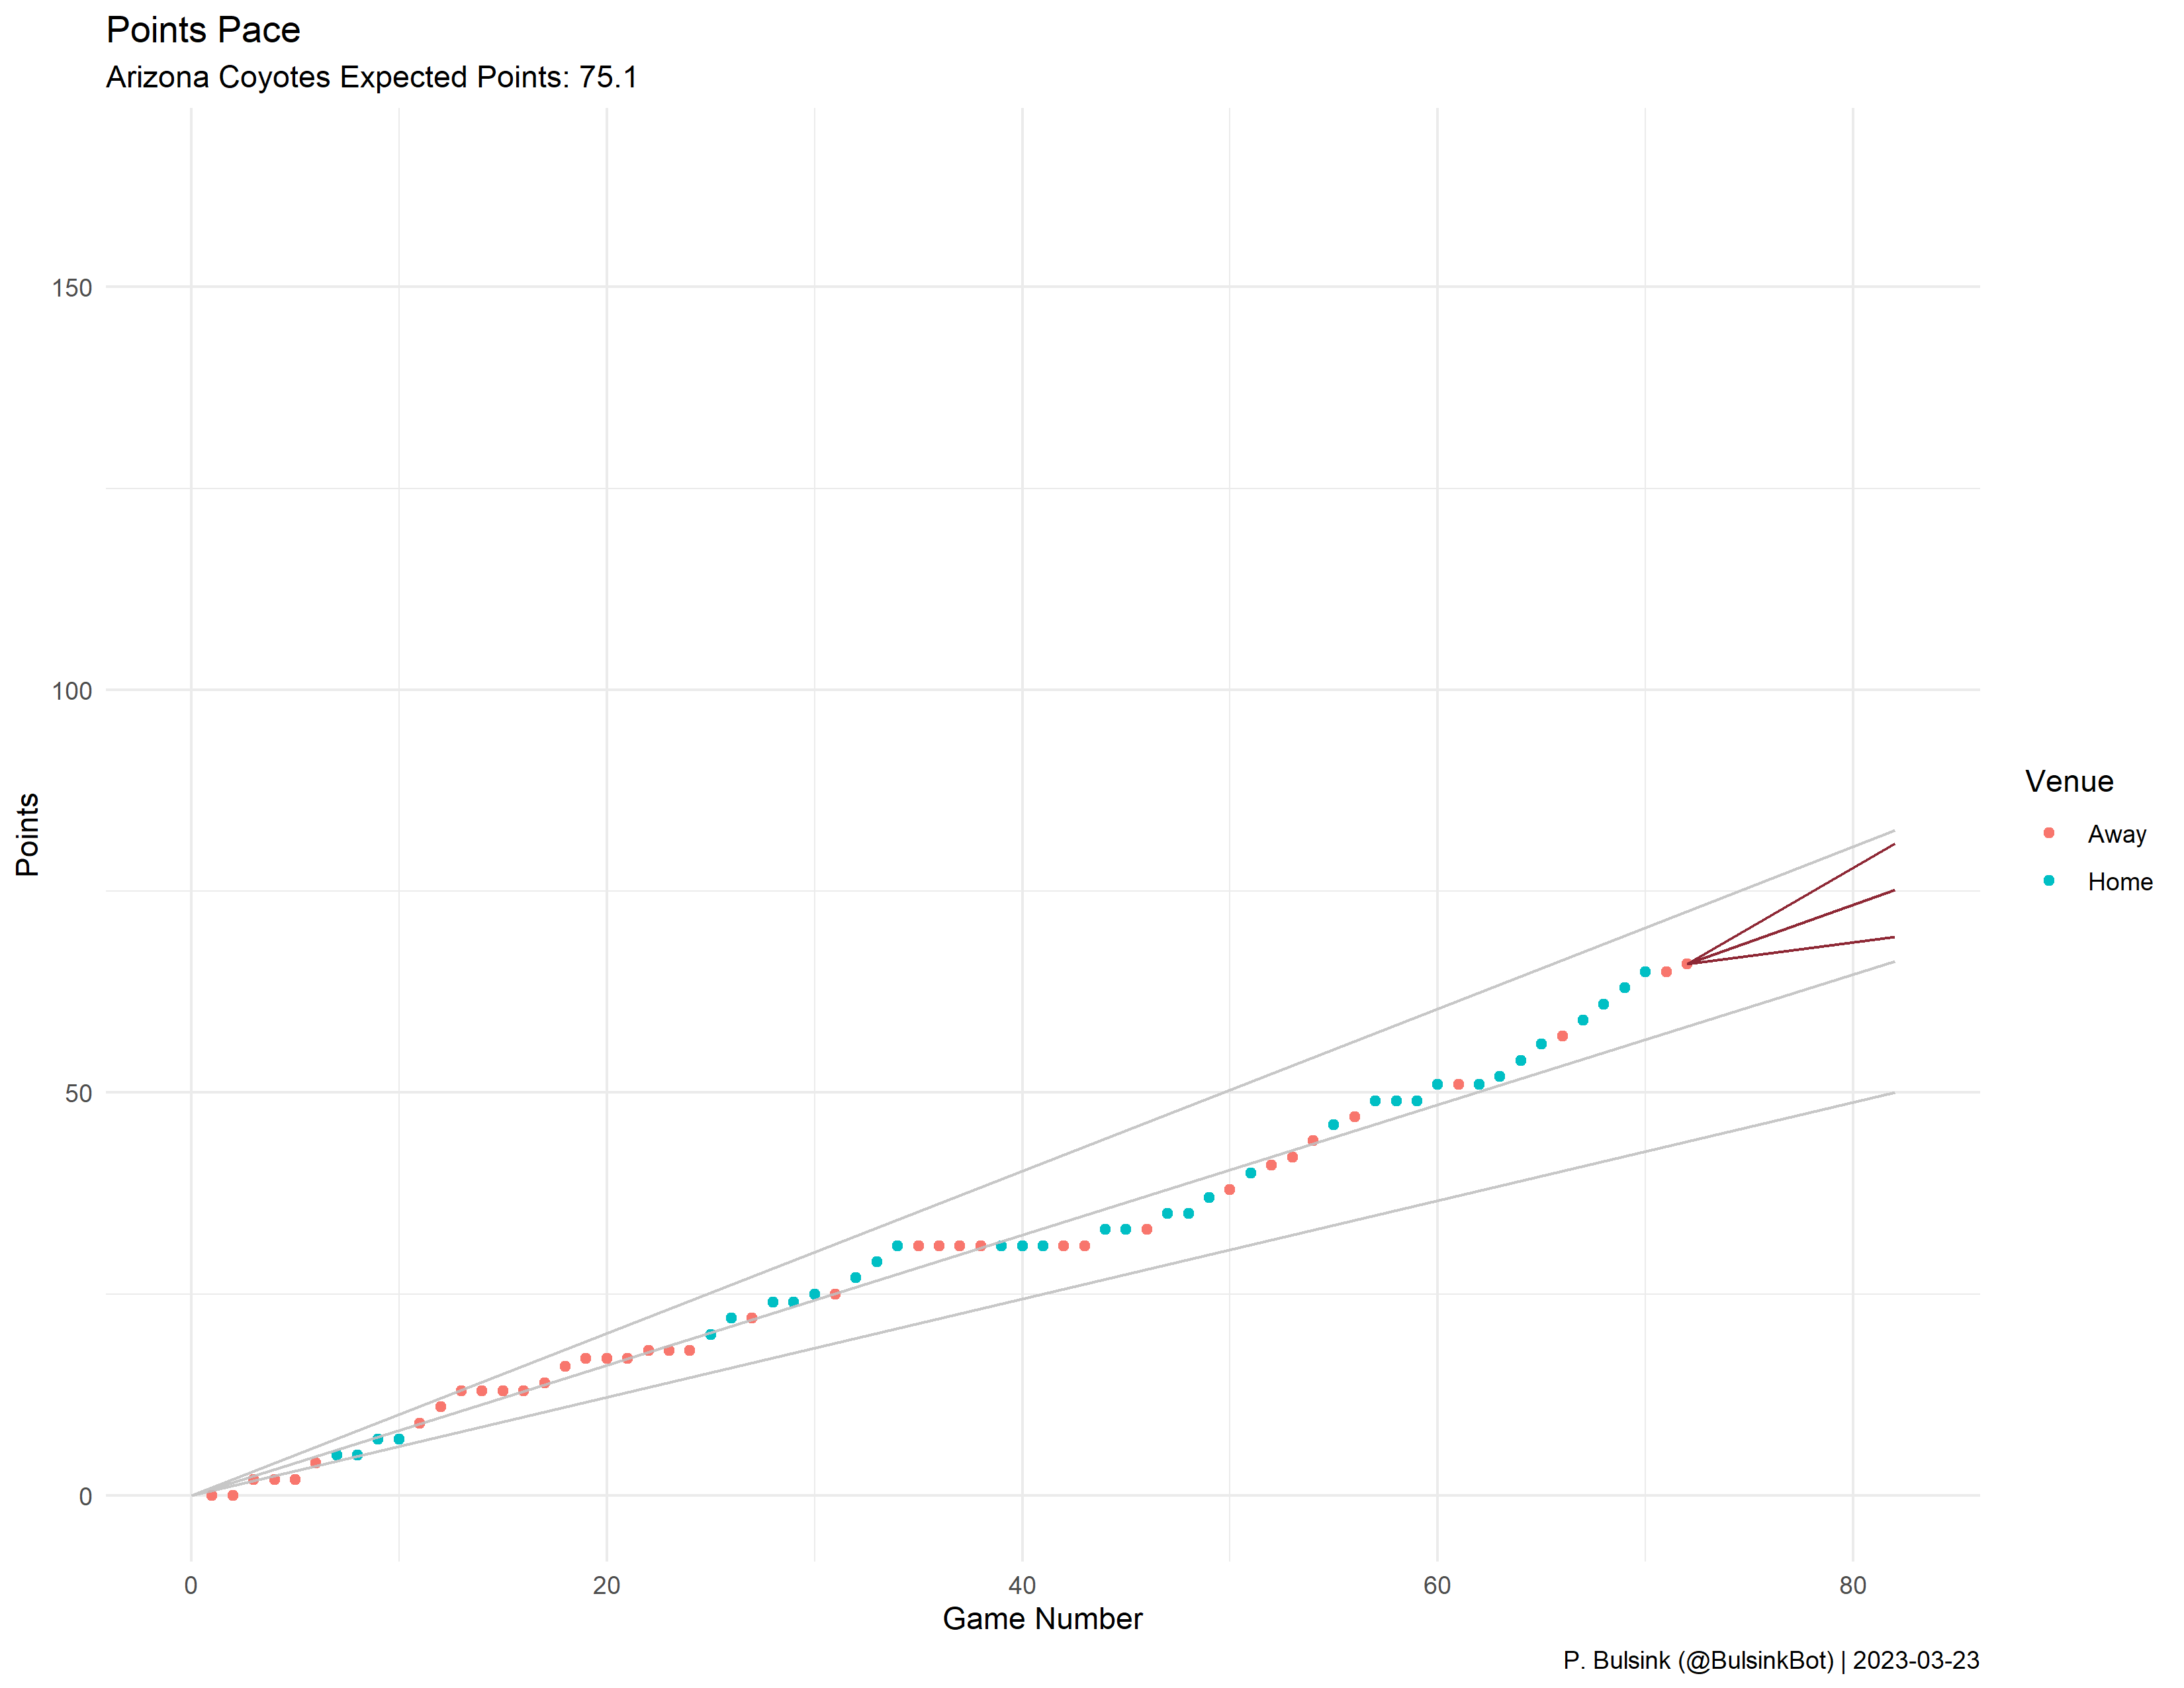 Points Pace
Arizona Coyotes Expected Points: 75.1
150
100
50
0
Points
0 20 40 60 80
Game Number
Venue
Away
Home
P. Bulsink (@BulsinkBot) | 2023-03-23